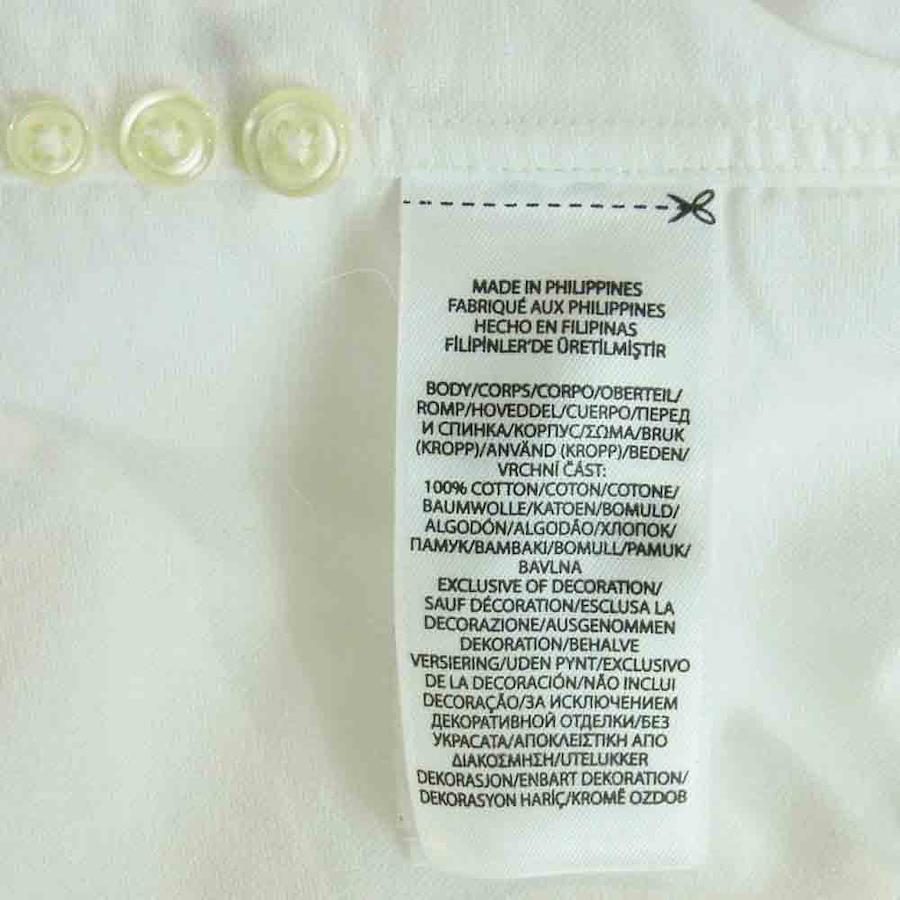 MADE IN PHILIPPINES
FABRIQUÉ AUX PHILIPPINES
HECHO EN FILIPINAS
FİLİPİNLER'DE ÜRETİLMİŞTİR
BODY/CORPS/CORPO/OBERTEIL/
ROMP/HOVEDDEL/CUERPO/ПЕРЕД
И СПИНКА/КОРПУС/ΣΩΜΑ/BRUK
(KROPP)/ANVÄND (KROPP)/BEDEN/
VRCHNÍ ČÁST:
100% COTTON/COTON/COTONE/
BAUMWOLLE/KATOEN/BOMULD/
ALGODÓN/ALGODÃO/ХЛОПОК/
ПАМУК/ΒΑΜΒΑΚΙ/BOMULL/PAMUK/
BAVLNA
EXCLUSIVE OF DECORATION/
SAUF DÉCORATION/ESCLUSA LA
DECORAZIONE/AUSGENOMMEN
DEKORATION/BEHALVE
VERSIERING/UDEN PYNT/EXCLUSIVO
DE LA DECORACIÓN/NÃO INCLUI
DECORAÇÃO/ЗА ИСКЛЮЧЕНИЕМ
ДЕКОРАТИВНОЙ ОТДЕЛКИ/БЕЗ
УКРАСАТА/ΑΠΟΚΛΕΙΣΤΙΚΗ ΑΠΟ
ΔΙΑΚΟΣΜΗΣΗ/UTELUKKER
DEKORASJON/ENBART DEKORATION/
DEKORASYON HARİÇ/KROMĚ OZDOB